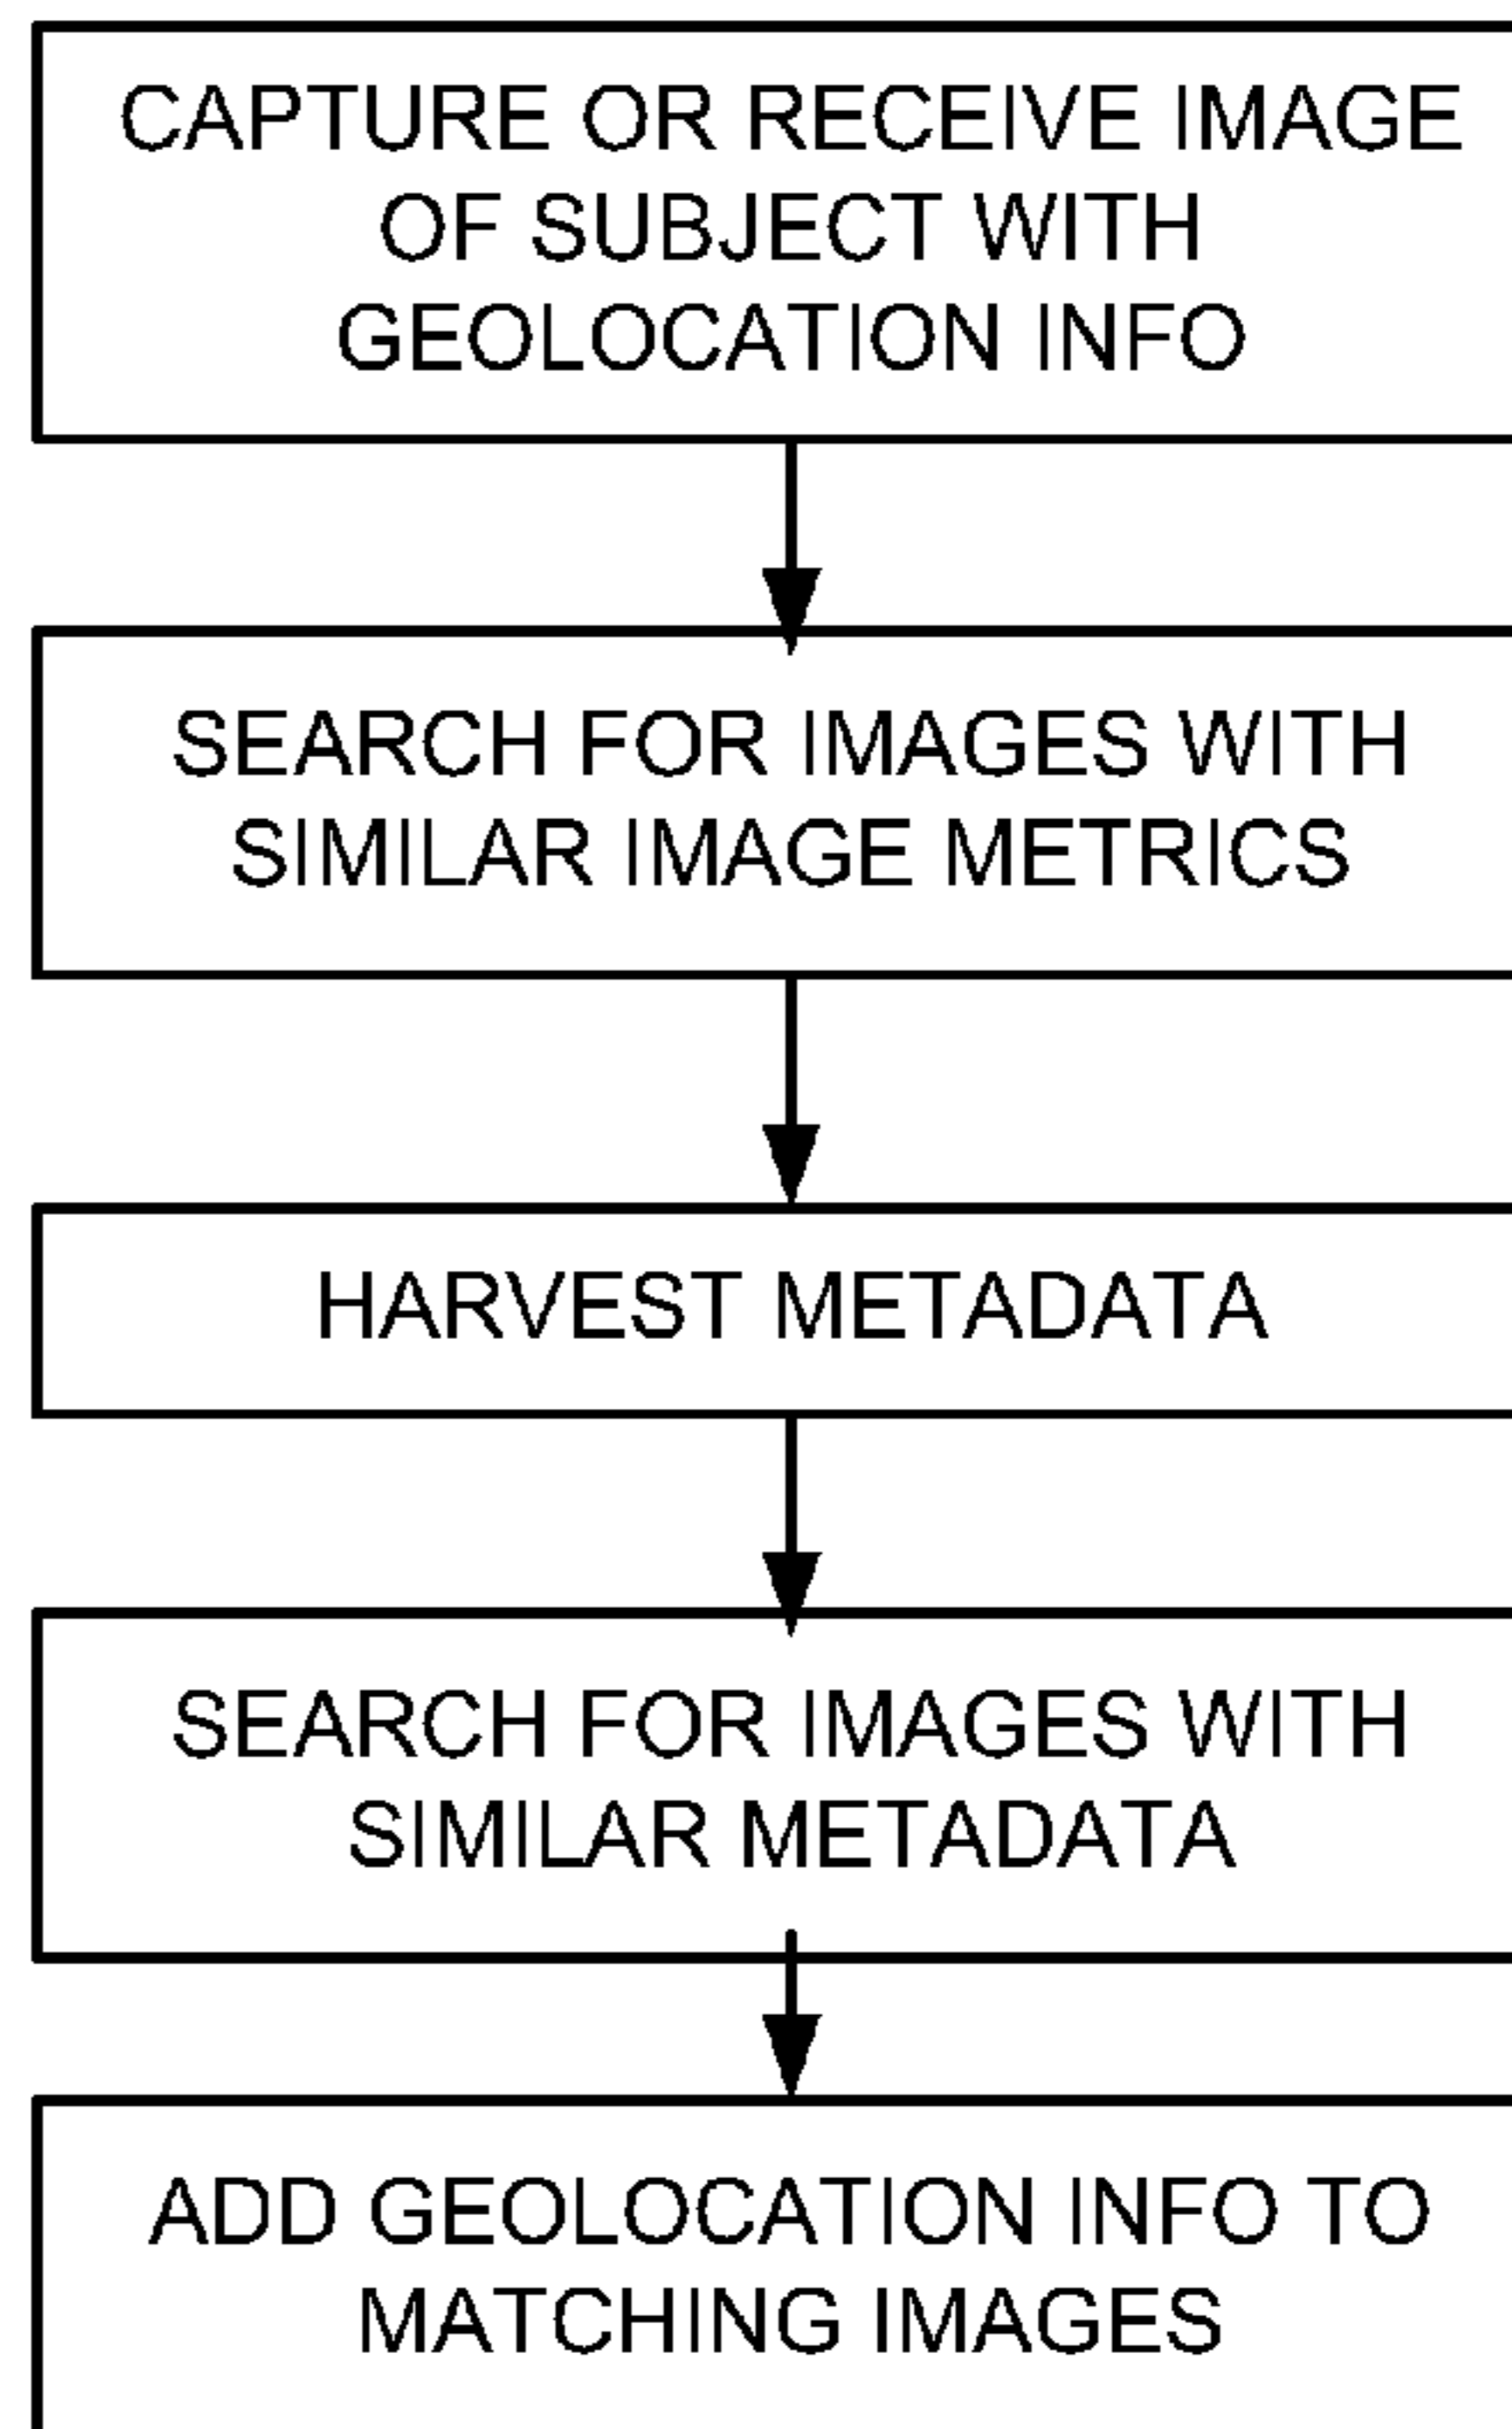 CAPTURE OR RECEIVE IMAGE
OF SUBJECT WITH
GEOLOCATION INFO
SEARCH FOR IMAGES WITH
SIMILAR IMAGE METRICS
HARVEST METADATA
SEARCH FOR IMAGES WITH
SIMILAR METADATA
ADD GEOLOCATION INFO TO
MATCHING IMAGES